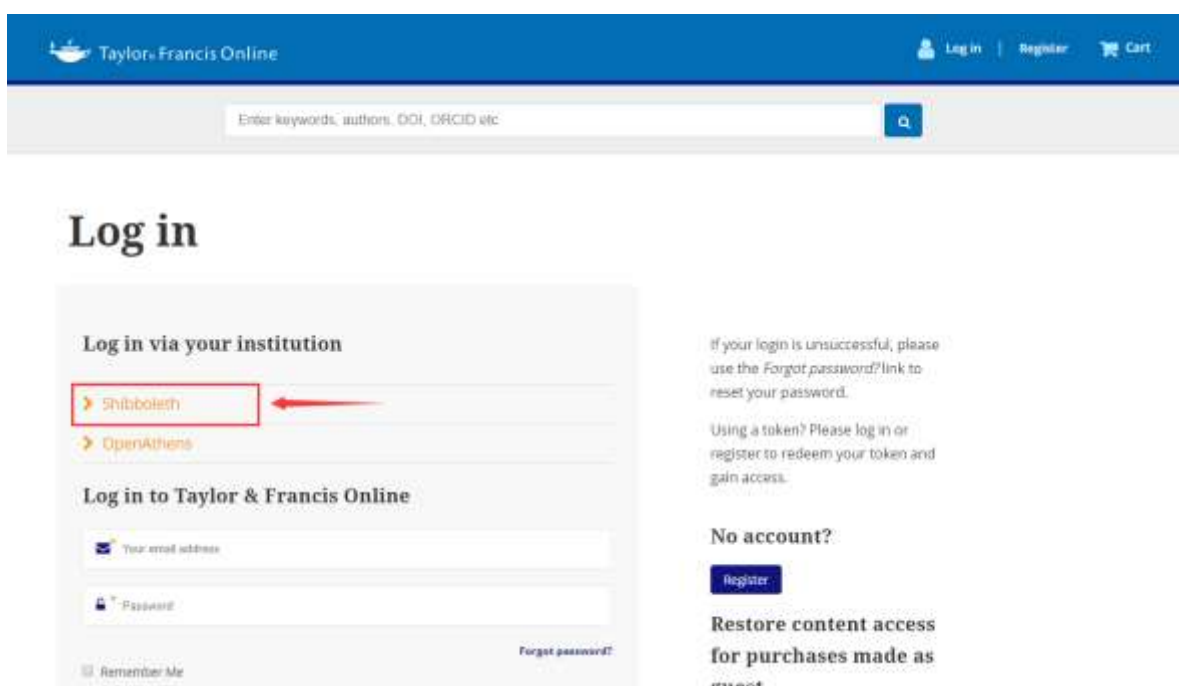 Taylor & Francis Online
Log in | Register Cart
Enter keywords, authors, DOI, ORCID etc
Log in
Log in via your institution
Shibboleth
OpenAthens
Log in to Taylor & Francis Online
Your email address
Password
Forgot password?
Remember Me
If your login is unsuccessful, please
use the Forgot password? link to
reset your password.
Using a token? Please log in or
register to redeem your token and
gain access.
No account?
Register
Restore content access
for purchases made as
guest